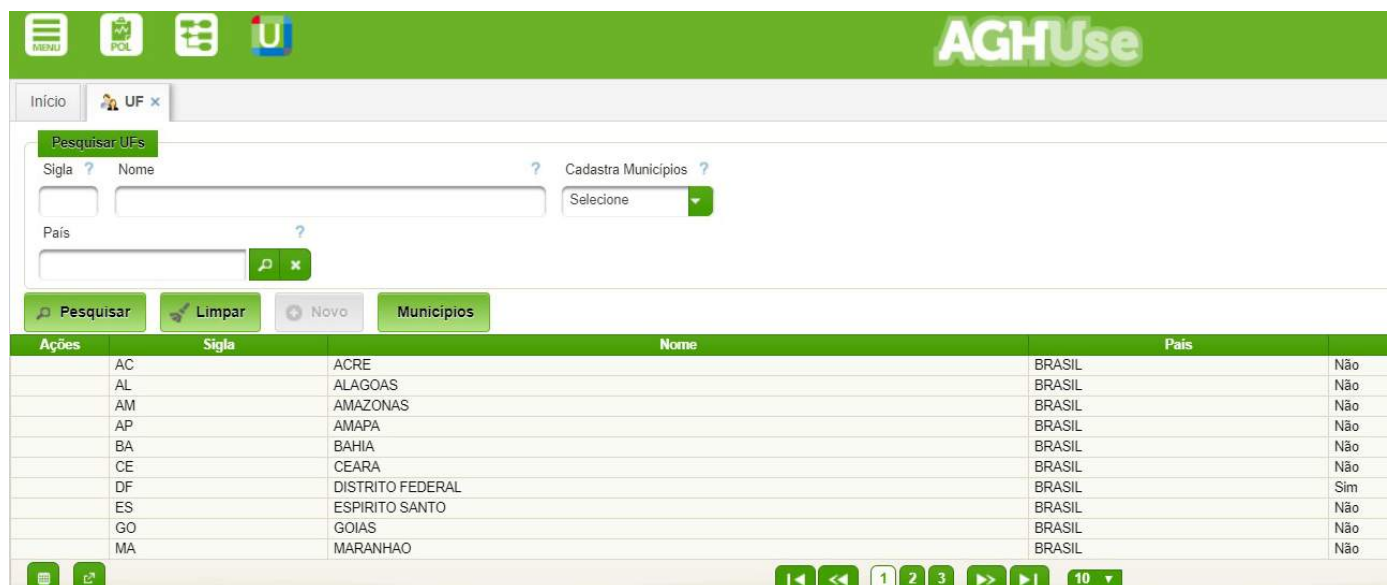 MENU POL U AGHUse
Início UF ×
Pesquisar UFs
Sigla ? Nome ? Cadastra Municípios ?
Selecione
País ?
Pesquisar Limpar Novo Municípios
Ações Sigla Nome País
AC ACRE BRASIL Não
AL ALAGOAS BRASIL Não
AM AMAZONAS BRASIL Não
AP AMAPA BRASIL Não
BA BAHIA BRASIL Não
CE CEARA BRASIL Não
DF DISTRITO FEDERAL BRASIL Sim
ES ESPIRITO SANTO BRASIL Não
GO GOIAS BRASIL Não
MA MARANHAO BRASIL Não
1 2 3 10